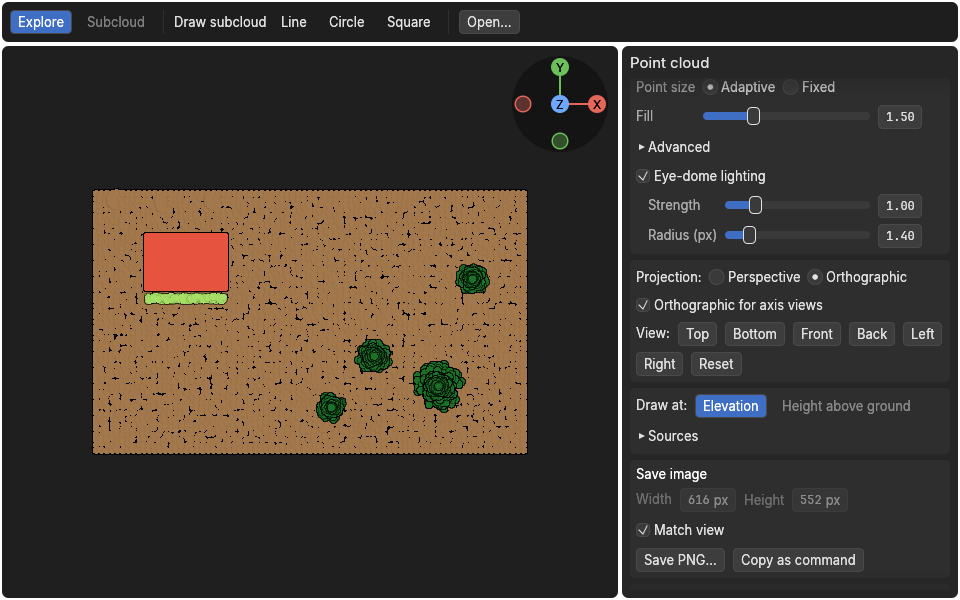 Explore Subcloud Draw subcloud Line Circle Square Open...
Y
Z X
Point cloud
Point size Adaptive Fixed
Fill 1.50
Advanced
Eye-dome lighting
Strength 1.00
Radius (px) 1.40
Projection: Perspective Orthographic
Orthographic for axis views
View: Top Bottom Front Back Left
Right Reset
Draw at: Elevation Height above ground
Sources
Save image
Width 616 px Height 552 px
Match view
Save PNG... Copy as command